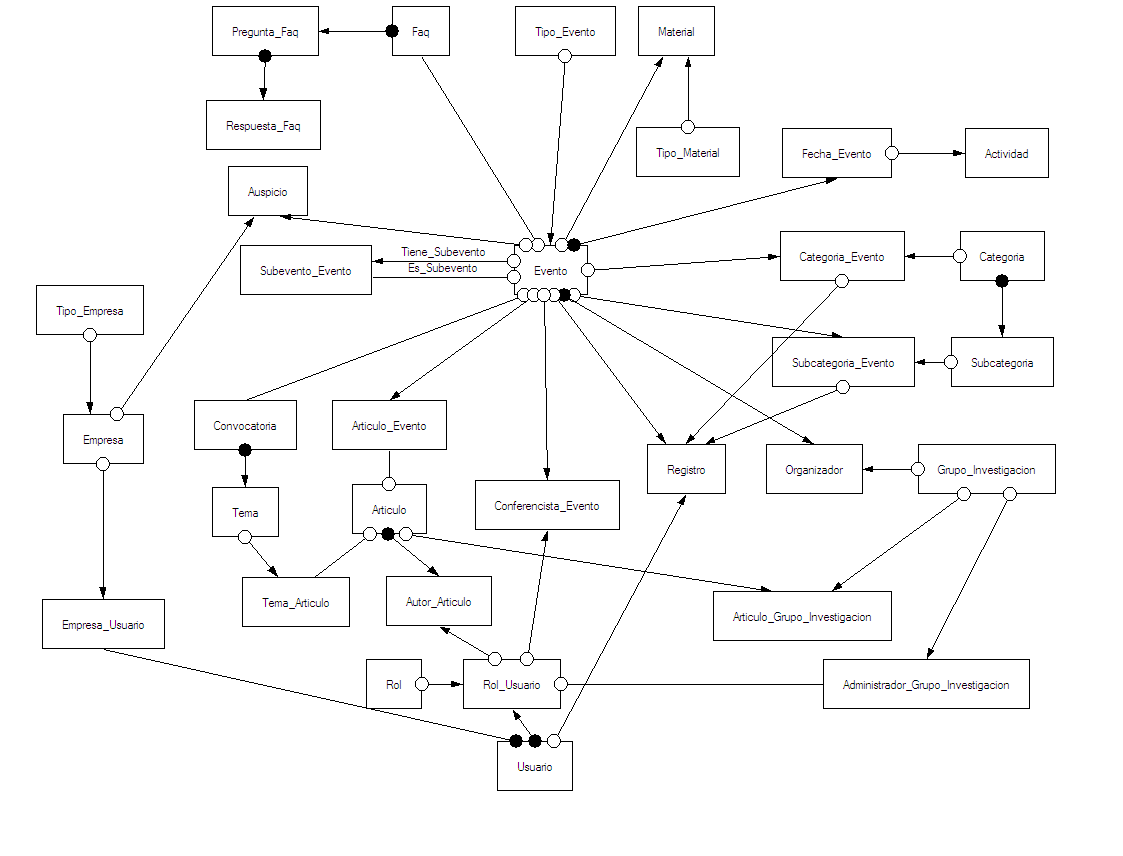 Pregunta_Faq
Faq
Tipo_Evento
Material
Respuesta_Faq
Tipo_Material
Fecha_Evento
Actividad
Auspicio
Tiene_Subevento
Es_Subevento
Subevento_Evento
Evento
Categoria_Evento
Categoria
Tipo_Empresa
Subcategoria_Evento
Subcategoria
Empresa
Convocatoria
Articulo_Evento
Registro
Organizador
Grupo_Investigacion
Tema
Articulo
Conferencista_Evento
Tema_Articulo
Autor_Articulo
Articulo_Grupo_Investigacion
Empresa_Usuario
Rol
Rol_Usuario
Administrador_Grupo_Investigacion
Usuario